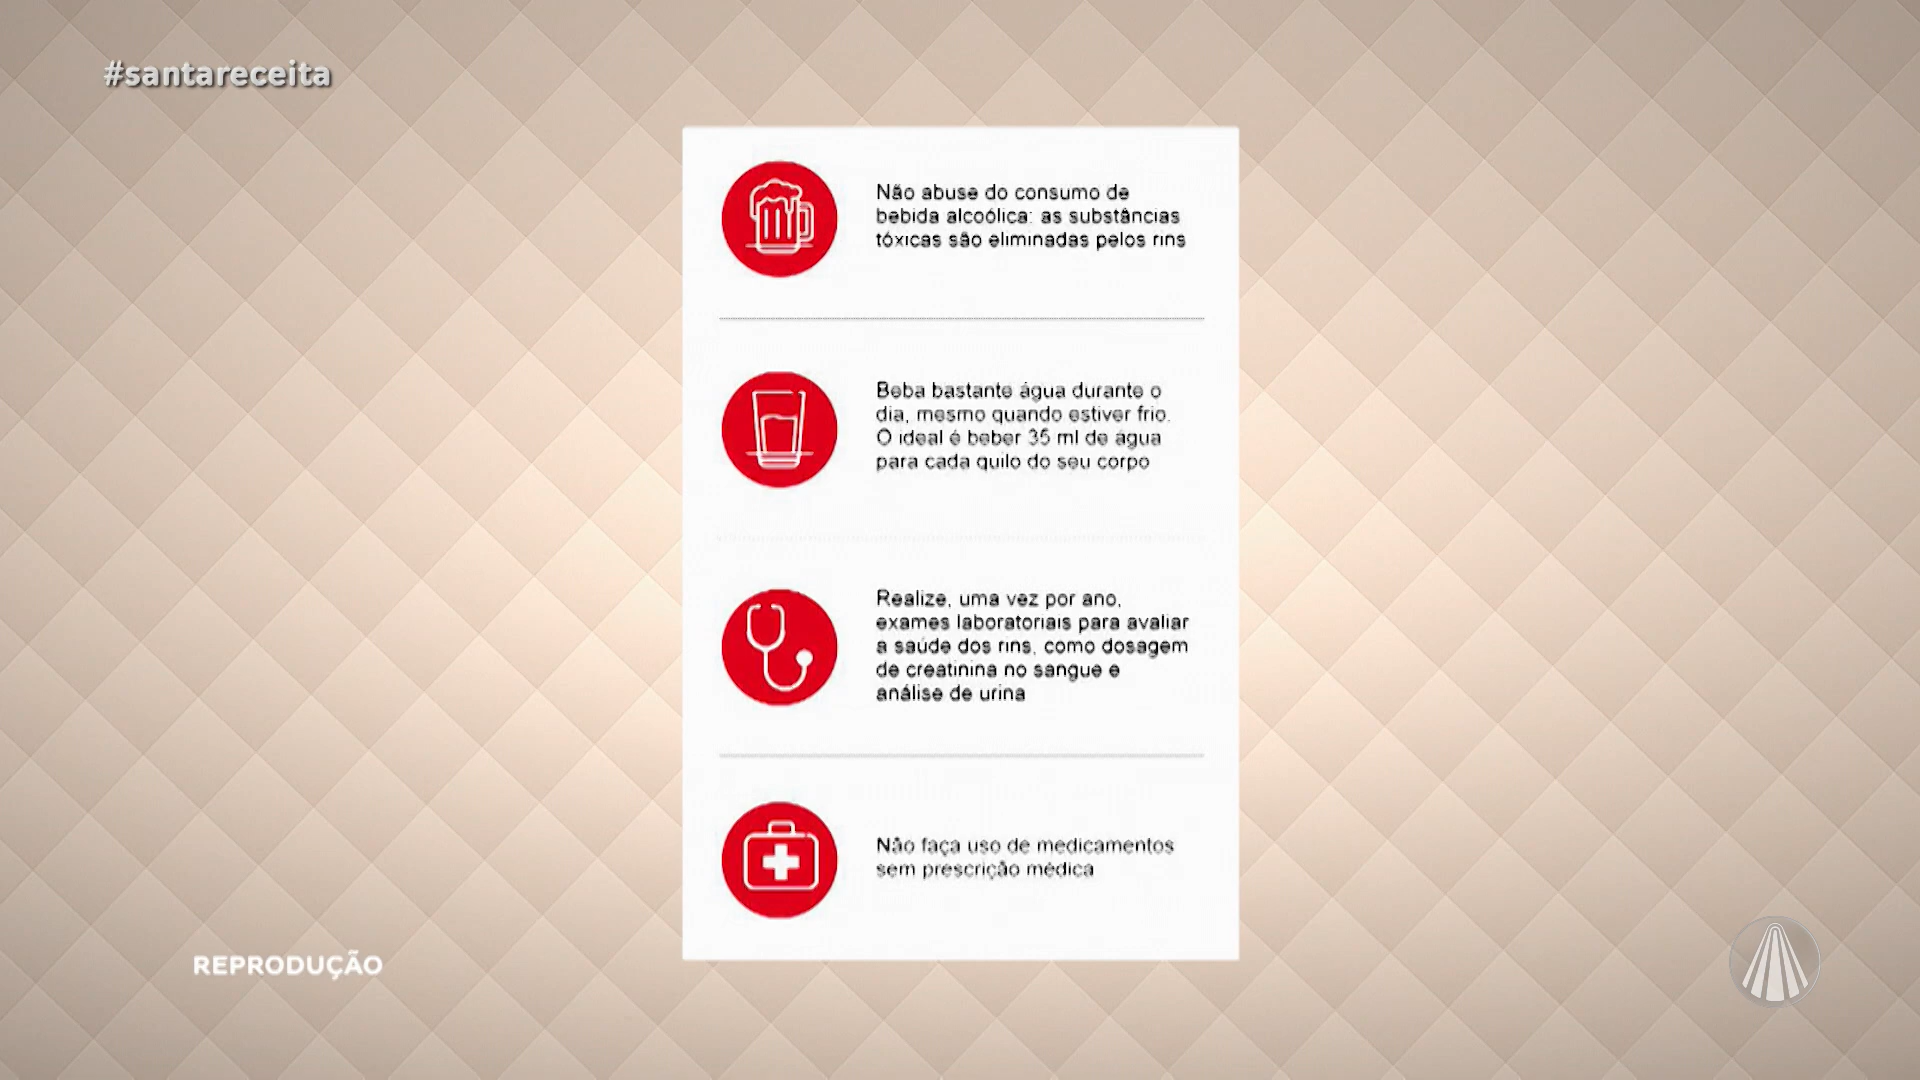 #santareceita
Não abuse do consumo de
bebida alcoólica: as substâncias
tóxicas são eliminadas pelos rins
Beba bastante água durante o
dia, mesmo quando estiver frio.
O ideal é beber 35 ml de água
para cada quilo do seu corpo
Realize, uma vez por ano,
exames laboratoriais para avaliar
a saúde dos rins, como dosagem
de creatinina no sangue e
análise de urina
Não faça uso de medicamentos
sem prescrição médica
REPRODUÇÃO